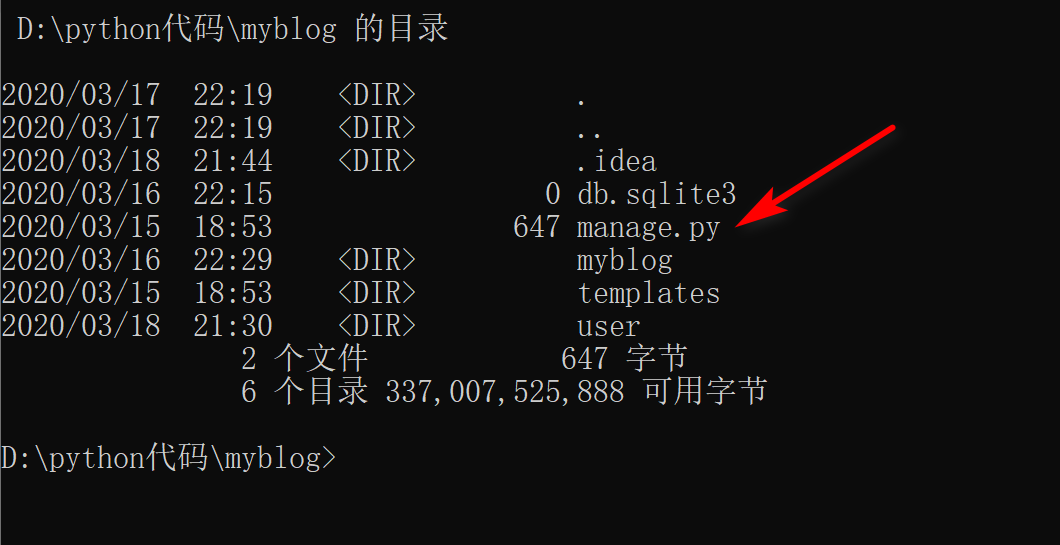 D:\python代码\myblog 的目录
2020/03/17  22:19    <DIR>          .
2020/03/17  22:19    <DIR>          ..
2020/03/18  21:44    <DIR>          .idea
2020/03/16  22:15                 0 db.sqlite3
2020/03/15  18:53               647 manage.py
2020/03/16  22:29    <DIR>          myblog
2020/03/15  18:53    <DIR>          templates
2020/03/18  21:30    <DIR>          user
2 个文件            647 字节
6 个目录 337,007,525,888 可用字节
D:\python代码\myblog>